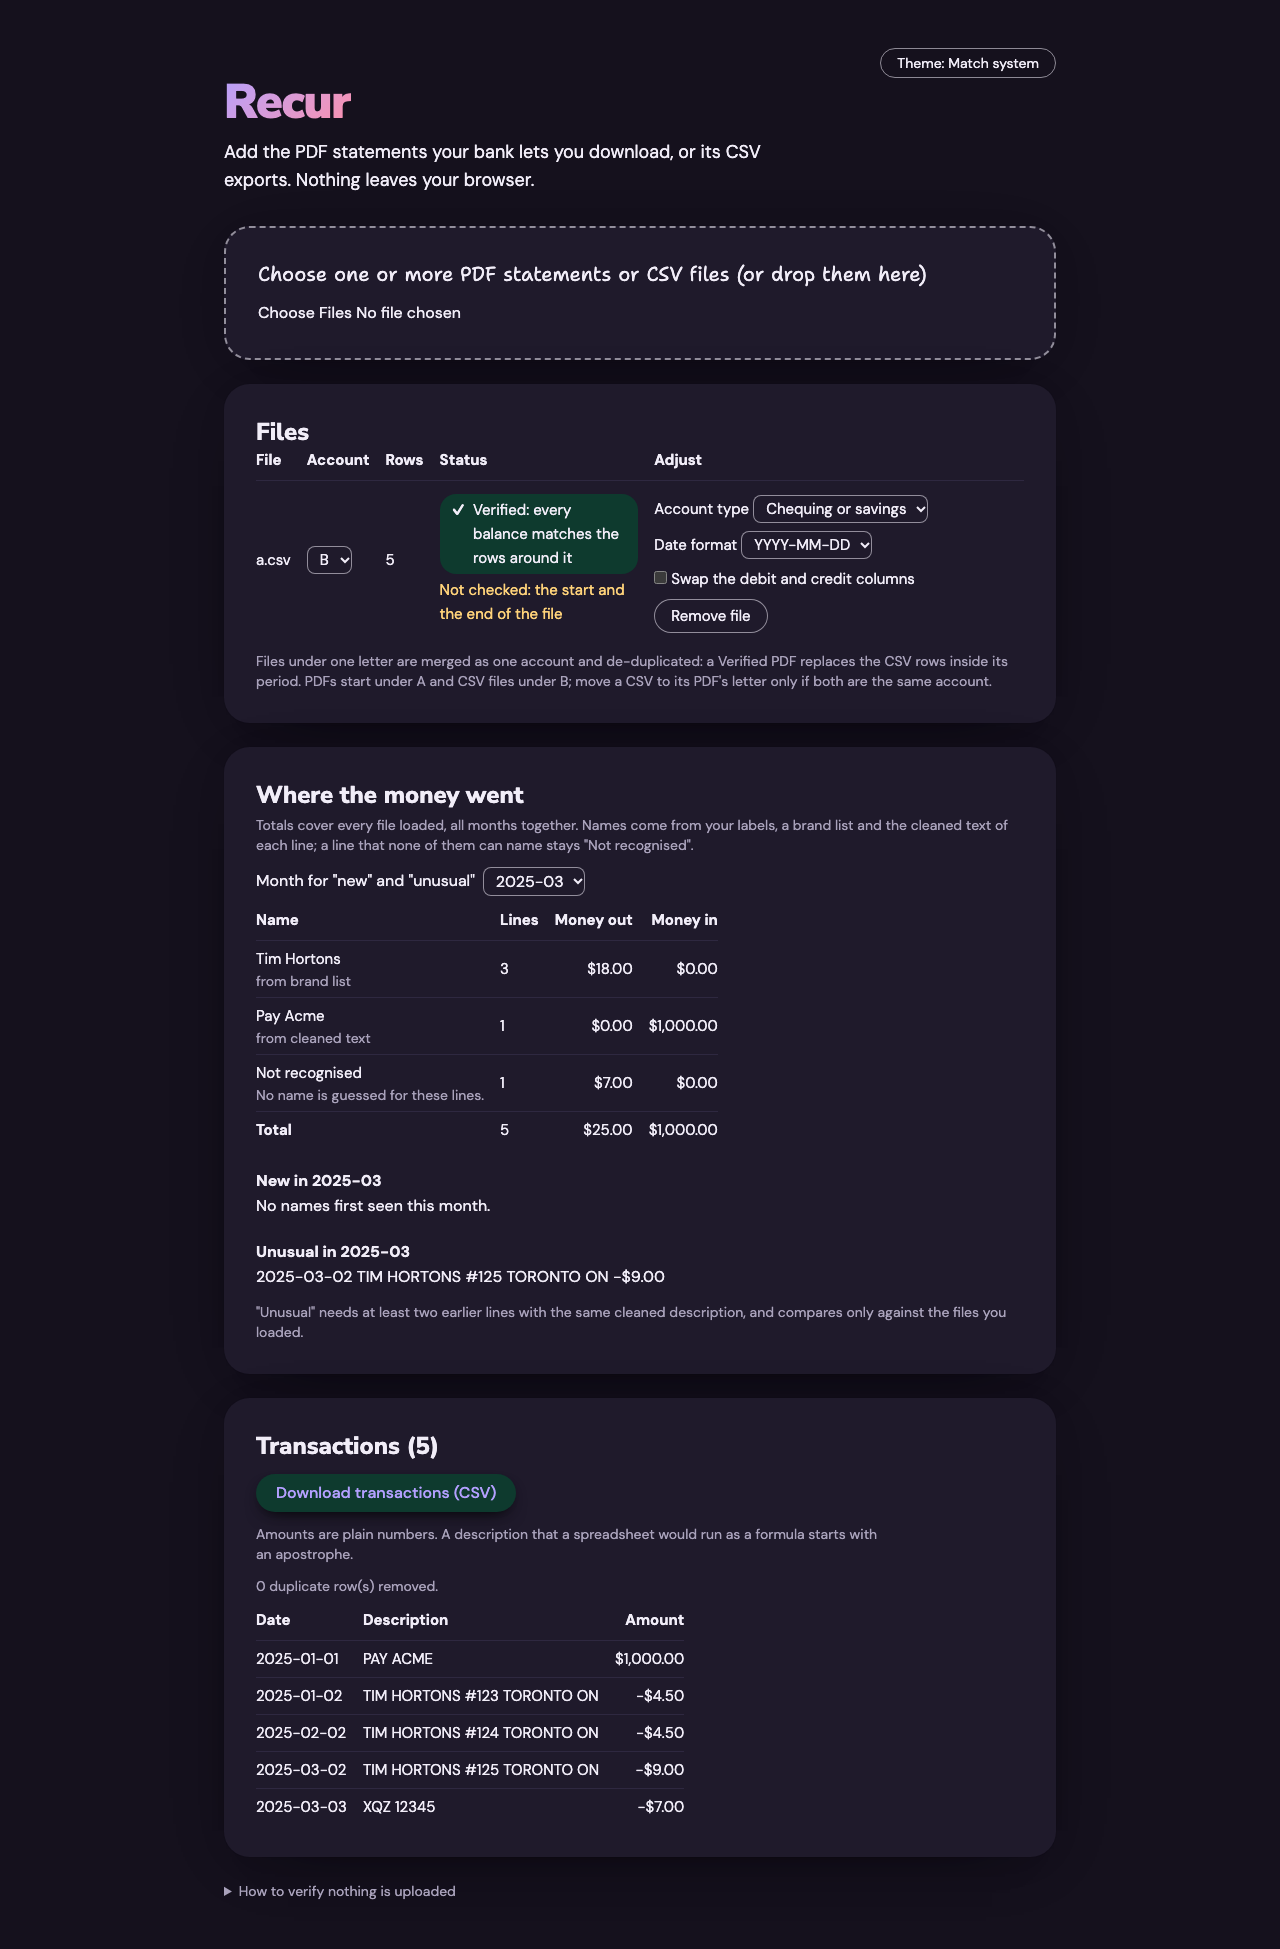 Theme: Match system
Recur
Add the PDF statements your bank lets you download, or its CSV
exports. Nothing leaves your browser.
Choose one or more PDF statements or CSV files (or drop them here)
Choose Files No file chosen
Files
File Account Rows Status Adjust
a.csv B 5
✓ Verified: every
balance matches the
rows around it
Not checked: the start and
the end of the file
Account type Chequing or savings
Date format YYYY-MM-DD
Swap the debit and credit columns
Remove file
Files under one letter are merged as one account and de-duplicated: a Verified PDF replaces the CSV rows inside its
period. PDFs start under A and CSV files under B; move a CSV to its PDF's letter only if both are the same account.
Where the money went
Totals cover every file loaded, all months together. Names come from your labels, a brand list and the cleaned text of
each line; a line that none of them can name stays "Not recognised".
Month for "new" and "unusual" 2025-03
Name Lines Money out Money in
Tim Hortons 3 $18.00 $0.00
from brand list
Pay Acme 1 $0.00 $1,000.00
from cleaned text
Not recognised 1 $7.00 $0.00
No name is guessed for these lines.
Total 5 $25.00 $1,000.00
New in 2025-03
No names first seen this month.
Unusual in 2025-03
2025-03-02 TIM HORTONS #125 TORONTO ON -$9.00
"Unusual" needs at least two earlier lines with the same cleaned description, and compares only against the files you
loaded.
Transactions (5)
Download transactions (CSV)
Amounts are plain numbers. A description that a spreadsheet would run as a formula starts with
an apostrophe.
0 duplicate row(s) removed.
Date Description Amount
2025-01-01 PAY ACME $1,000.00
2025-01-02 TIM HORTONS #123 TORONTO ON -$4.50
2025-02-02 TIM HORTONS #124 TORONTO ON -$4.50
2025-03-02 TIM HORTONS #125 TORONTO ON -$9.00
2025-03-03 XQZ 12345 -$7.00
How to verify nothing is uploaded